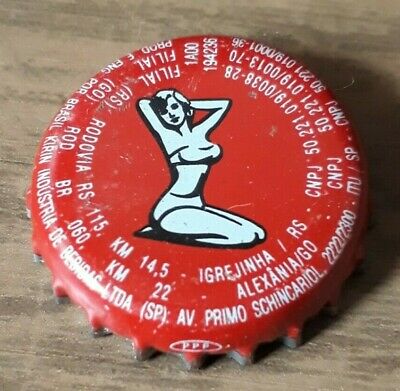 PROD. E ENG. POR BRASIL KIRIN INDÚSTRIA DE BEBIDAS LTDA. (SP): AV. PRIMO SCHINCARIOL, 2222/2300 ITU / SP CNPJ 50.221.019/0001-36
FILIAL (GO): ROD. BR 060 KM 22 ALEXÂNIA/GO CNPJ 50.221.019/0013-70
FILIAL (RS): RODOVIA RS-115 KM 14,5 IGREJINHA / RS CNPJ 50.221.019/0038-28
1A00
194236
PPP